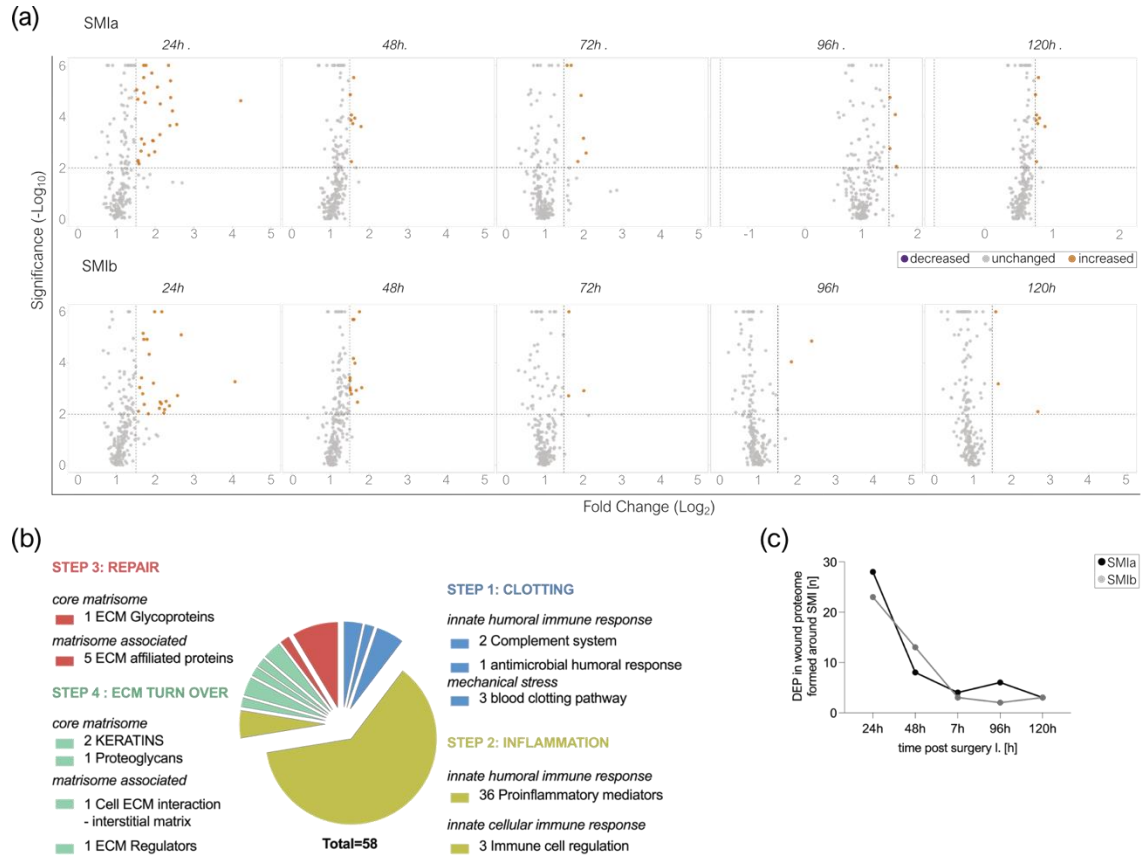 (a)
SMIa
24h .
48h .
72h .
96h .
120h .
6
4
2
0
0 1 2 3 4 5
0 1 2 3 4 5
0 1 2 3 4 5
-1 0 1 2
0 1 2
decreased unchanged increased
Significance (-Log10)
SMIb
24h
48h
72h
96h
120h
6
4
2
0
0 1 2 3 4 5
0 1 2 3 4 5
0 1 2 3 4 5
0 1 2 3 4 5
0 1 2 3 4 5
Fold Change (Log2)
(b)
STEP 3: REPAIR
core matrisome
1 ECM Glycoproteins
matrisome associated
5 ECM affiliated proteins
STEP 4 : ECM TURN OVER
core matrisome
2 KERATINS
1 Proteoglycans
matrisome associated
1 Cell ECM interaction
- interstitial matrix
1 ECM Regulators
Total=58
STEP 1: CLOTTING
innate humoral immune response
2 Complement system
1 antimicrobial humoral response
mechanical stress
3 blood clotting pathway
STEP 2: INFLAMMATION
innate humoral immune response
36 Proinflammatory mediators
innate cellular immune response
3 Immune cell regulation
(c)
SMIa
SMIb
DEP in wound proteome
formed around SMI [n]
30
20
10
0
24h 48h 7h 96h 120h
time post surgery I. [h]